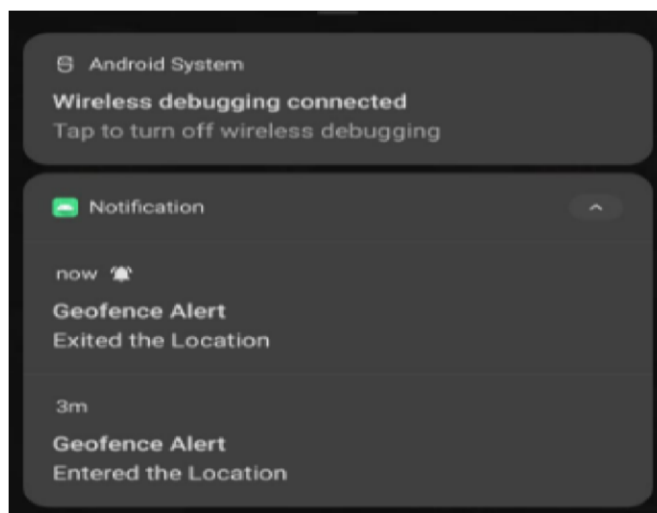 Android System
Wireless debugging connected
Tap to turn off wireless debugging
Notification
now
Geofence Alert
Exited the Location
3m
Geofence Alert
Entered the Location